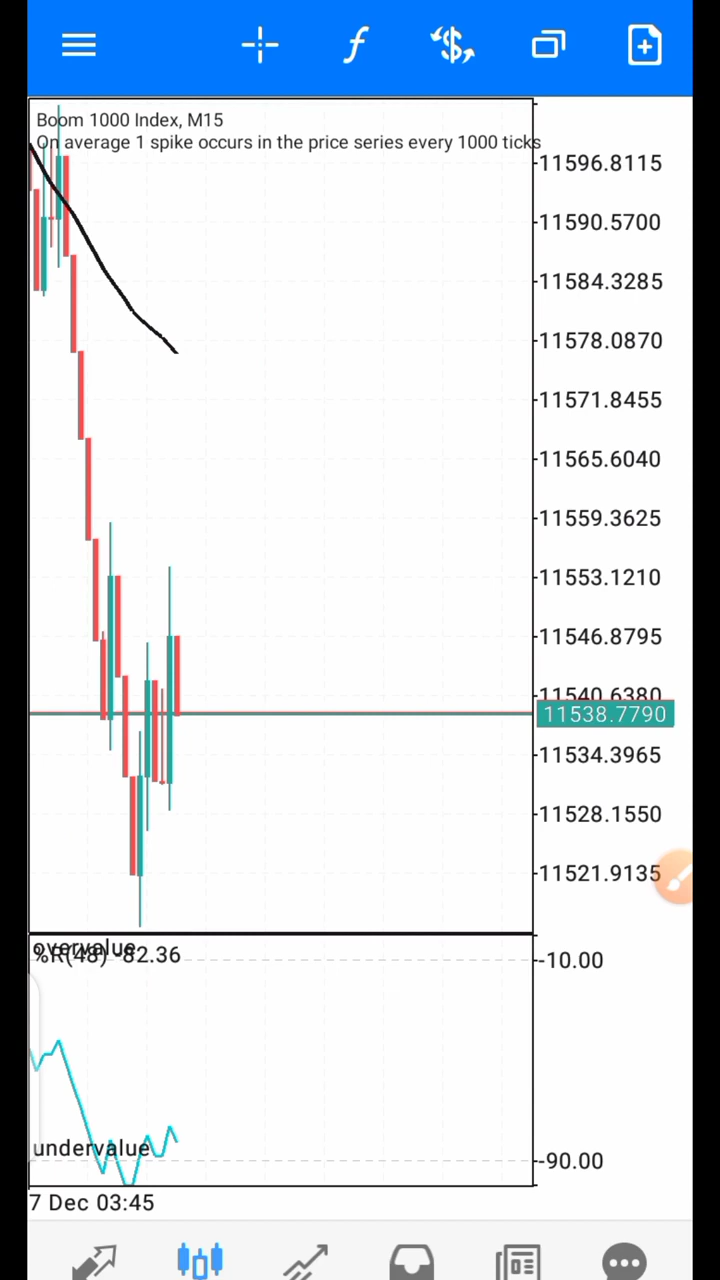 Boom 1000 Index, M15
On average 1 spike occurs in the price series every 1000 ticks
11596.8115
11590.5700
11584.3285
11578.0870
11571.8455
11565.6040
11559.3625
11553.1210
11546.8795
11540.6380
11538.7790
11534.3965
11528.1550
11521.9135
overvalue
%R(48) -82.36
-10.00
undervalue
-90.00
7 Dec 03:45